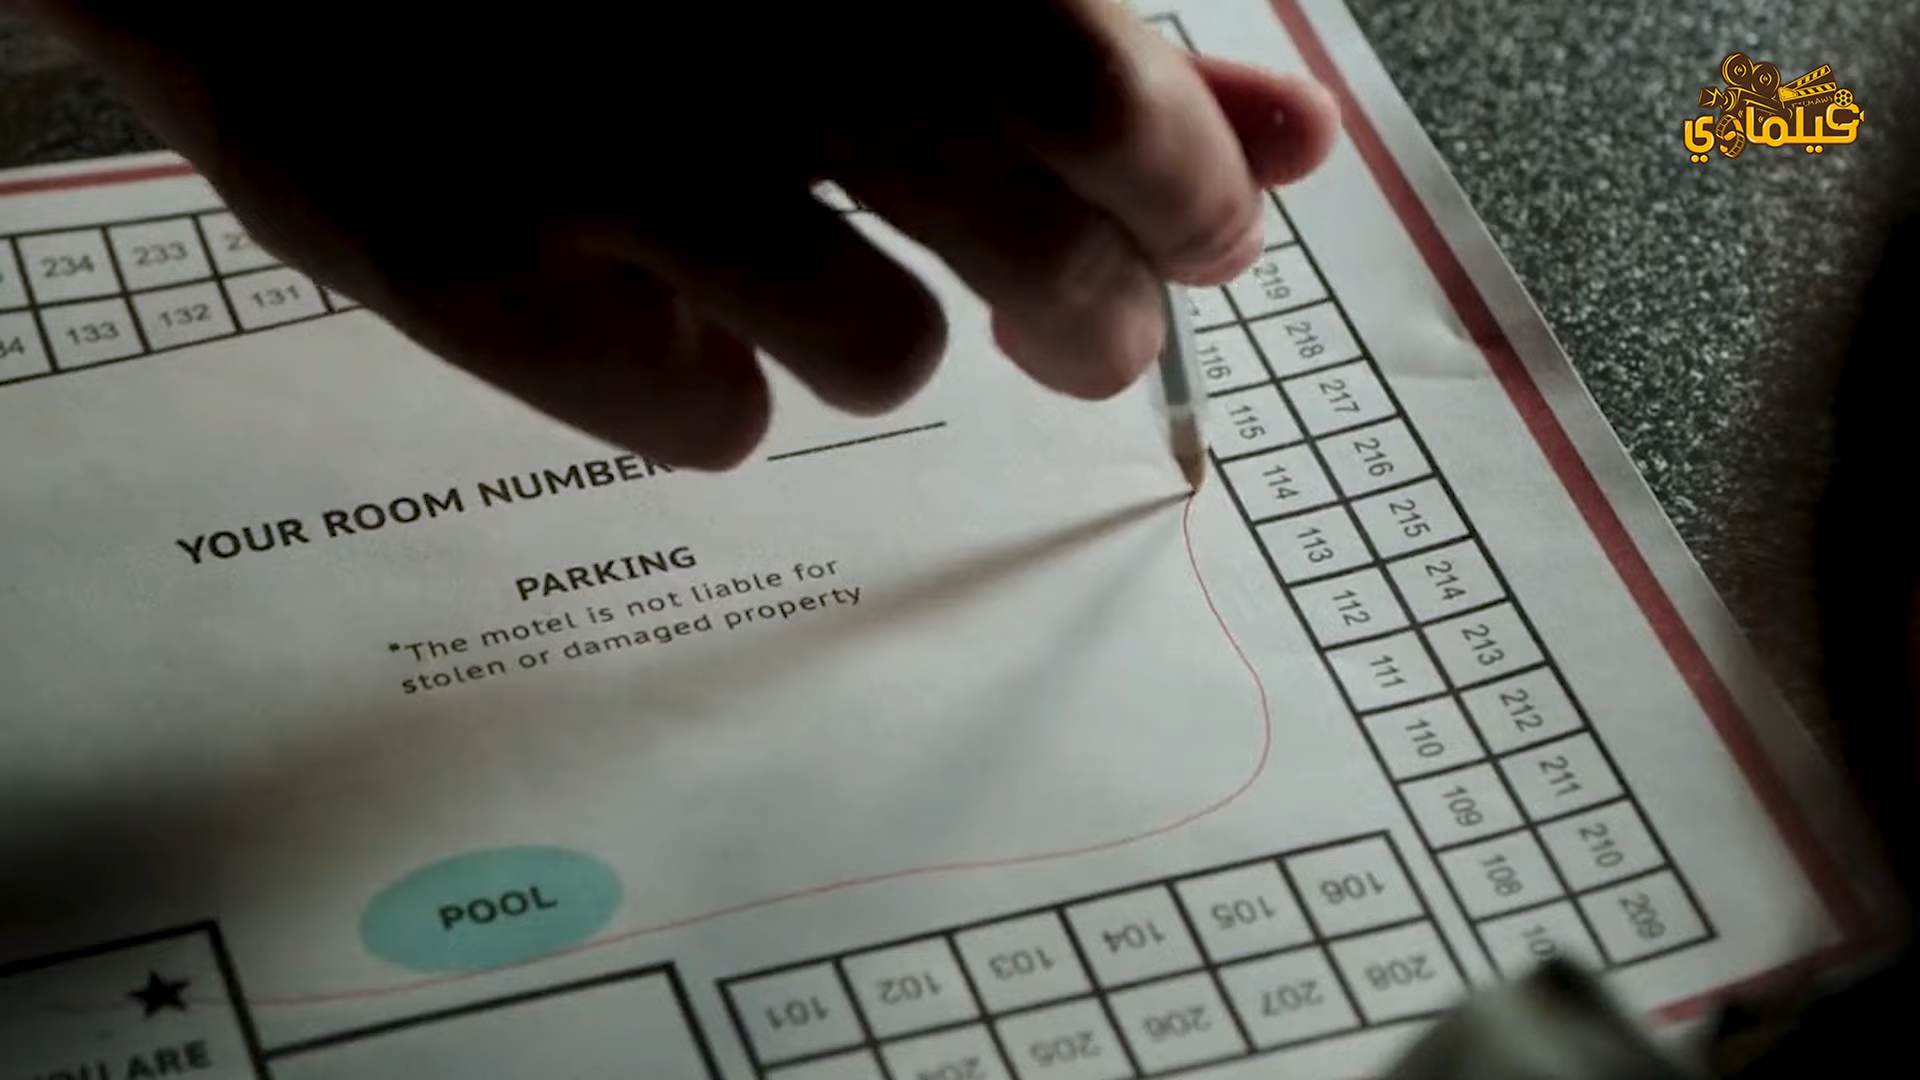 فيلماوي
234 233
133 132 131
219
218
217
116
216
115
215
114
214
113
213
112
212
111
211
110
210
109
209
108
YOUR ROOM NUMBER
PARKING
*The motel is not liable for
stolen or damaged property
POOL
101 102 103 104 105 106
205 206 207 208
YOU ARE